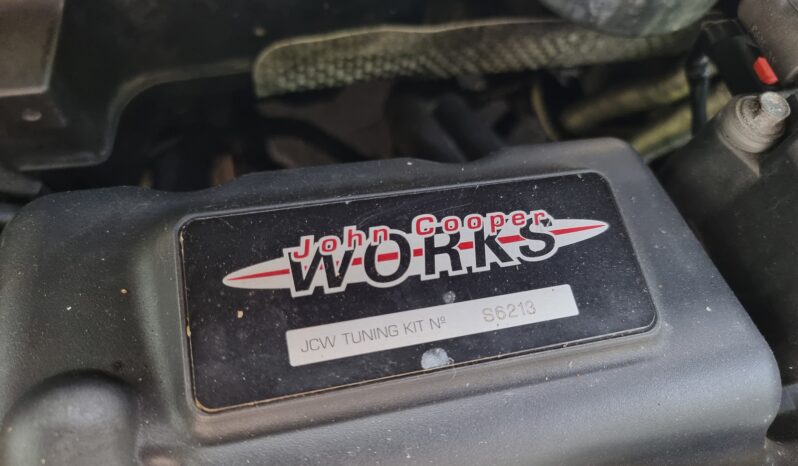 John Cooper
WORKS
JCW TUNING KIT Nº S6213